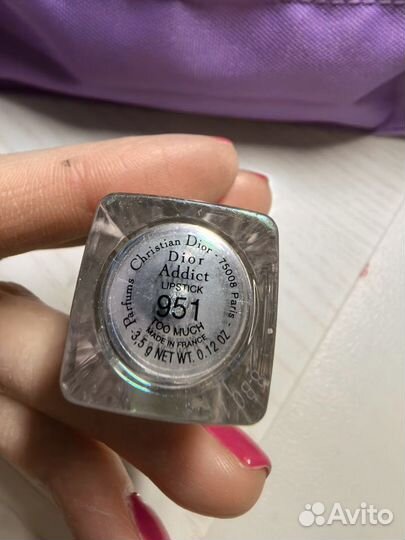 Parfums Christian Dior - 75008 Paris -
Dior
Addict
LIPSTICK
951
TOO MUCH
MADE IN FRANCE
3,5 g NET WT. 0.12 OZ
Avito